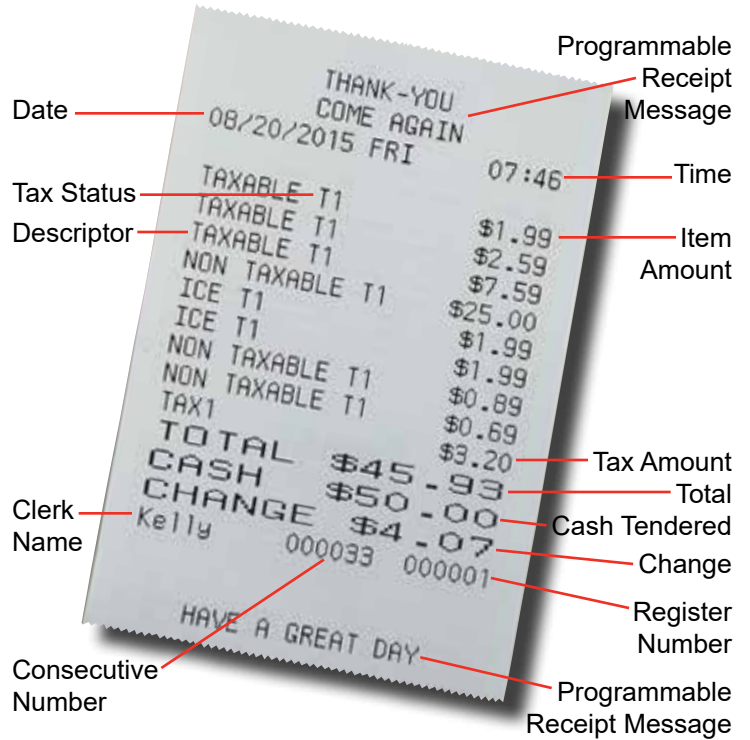 Programmable
Receipt
Message
THANK-YOU
COME AGAIN
Date
08/20/2015 FRI 07:46
Time
Tax Status
Descriptor
TAXABLE T1 $1.99
TAXABLE T1 $2.59
TAXABLE T1 $7.59
NON TAXABLE T1 $25.00
ICE T1 $1.99
ICE T1 $1.99
NON TAXABLE T1 $0.89
NON TAXABLE T1 $0.69
TAX1 $3.20
TOTAL $45.93
CASH $50.00
CHANGE $4.07
Item
Amount
Tax Amount
Total
Cash Tendered
Change
Clerk
Name
Kelly 000033 000001
Register
Number
HAVE A GREAT DAY
Consecutive
Number
Programmable
Receipt Message